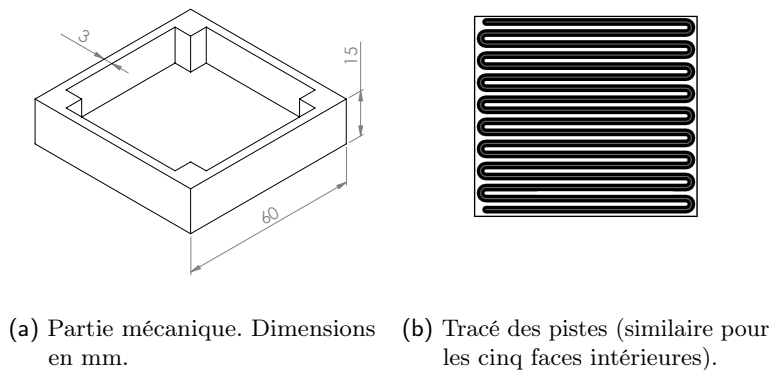 3
15
60
(a) Partie mécanique. Dimensions
en mm.
(b) Tracé des pistes (similaire pour
les cinq faces intérieures).